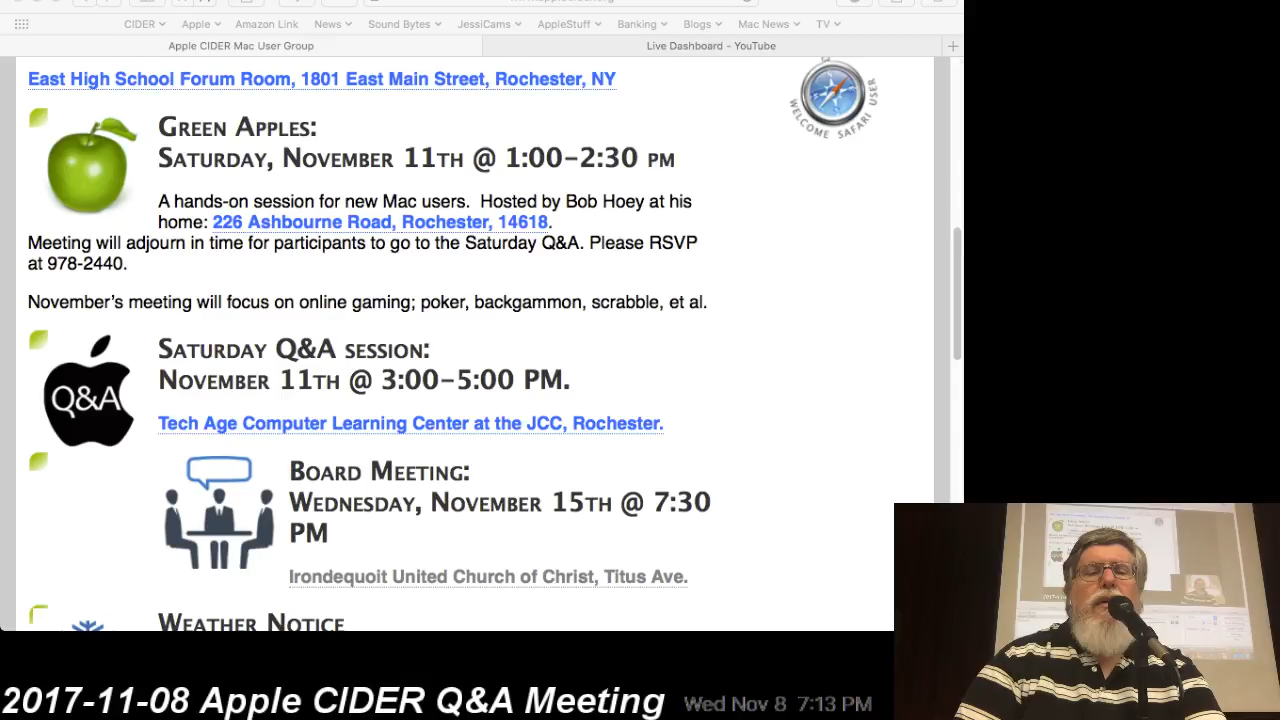 CIDER Apple Amazon Link News Sound Bytes JessiCams AppleStuff Banking Blogs Mac News TV
Apple CIDER Mac User Group Live Dashboard - YouTube
East High School Forum Room, 1801 East Main Street, Rochester, NY
WELCOME SAFARI USER
Green Apples:
Saturday, November 11th @ 1:00–2:30 pm
A hands-on session for new Mac users. Hosted by Bob Hoey at his
home: 226 Ashbourne Road, Rochester, 14618.
Meeting will adjourn in time for participants to go to the Saturday Q&A. Please RSVP
at 978-2440.
November’s meeting will focus on online gaming; poker, backgammon, scrabble, et al.
Q&A
Saturday Q&A session:
November 11th @ 3:00–5:00 PM.
Tech Age Computer Learning Center at the JCC, Rochester.
Board Meeting:
Wednesday, November 15th @ 7:30
PM
Irondequoit United Church of Christ, Titus Ave.
Weather Notice
2017-11-08 Apple CIDER Q&A Meeting Wed Nov 8 7:13 PM